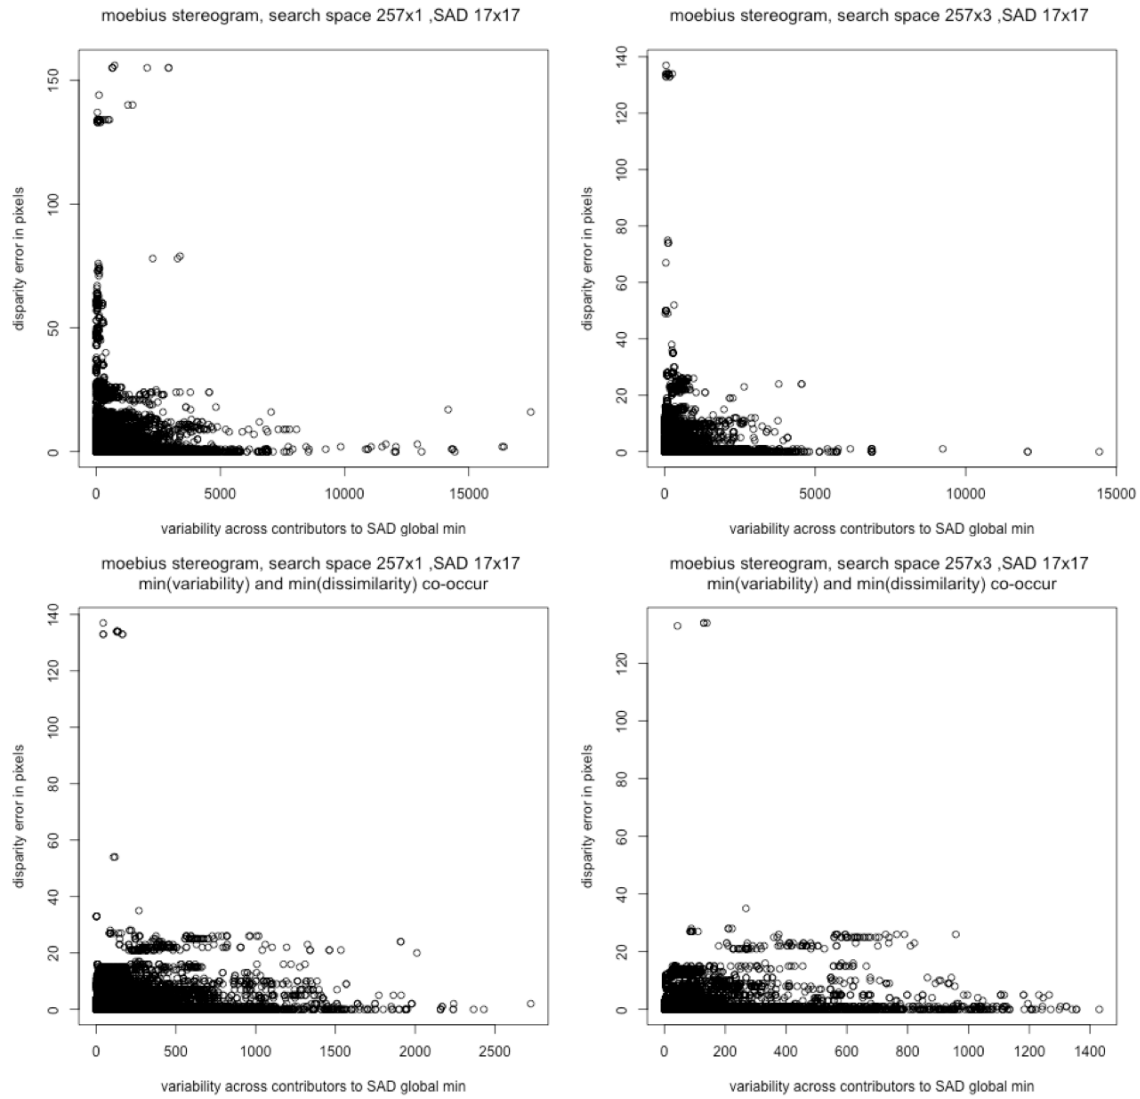 moebius stereogram, search space 257x1 ,SAD 17x17
disparity error in pixels
150
100
50
0
0 5000 10000 15000
variability across contributors to SAD global min
moebius stereogram, search space 257x3 ,SAD 17x17
disparity error in pixels
140
120
100
80
60
40
20
0
0 5000 10000 15000
variability across contributors to SAD global min
moebius stereogram, search space 257x1 ,SAD 17x17
min(variability) and min(dissimilarity) co-occur
disparity error in pixels
140
120
100
80
60
40
20
0
0 500 1000 1500 2000 2500
variability across contributors to SAD global min
moebius stereogram, search space 257x3 ,SAD 17x17
min(variability) and min(dissimilarity) co-occur
disparity error in pixels
120
100
80
60
40
20
0
0 200 400 600 800 1000 1200 1400
variability across contributors to SAD global min